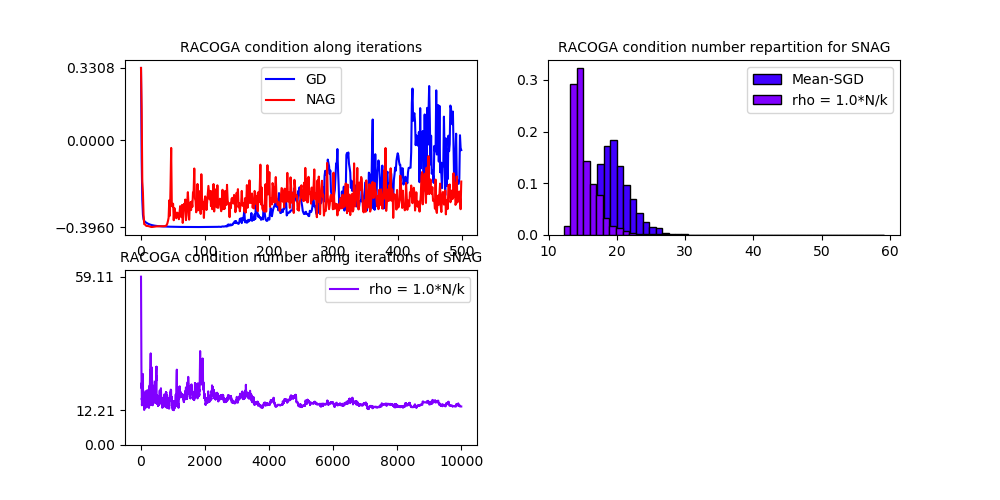 RACOGA condition along iterations
0.3308
0.0000
−0.3960
GD
NAG
0 100 200 300 400 500
RACOGA condition number repartition for SNAG
0.3
0.2
0.1
0.0
Mean-SGD
rho = 1.0*N/k
10 20 30 40 50 60
RACOGA condition number along iterations of SNAG
59.11
12.21
0.00
rho = 1.0*N/k
0 2000 4000 6000 8000 10000